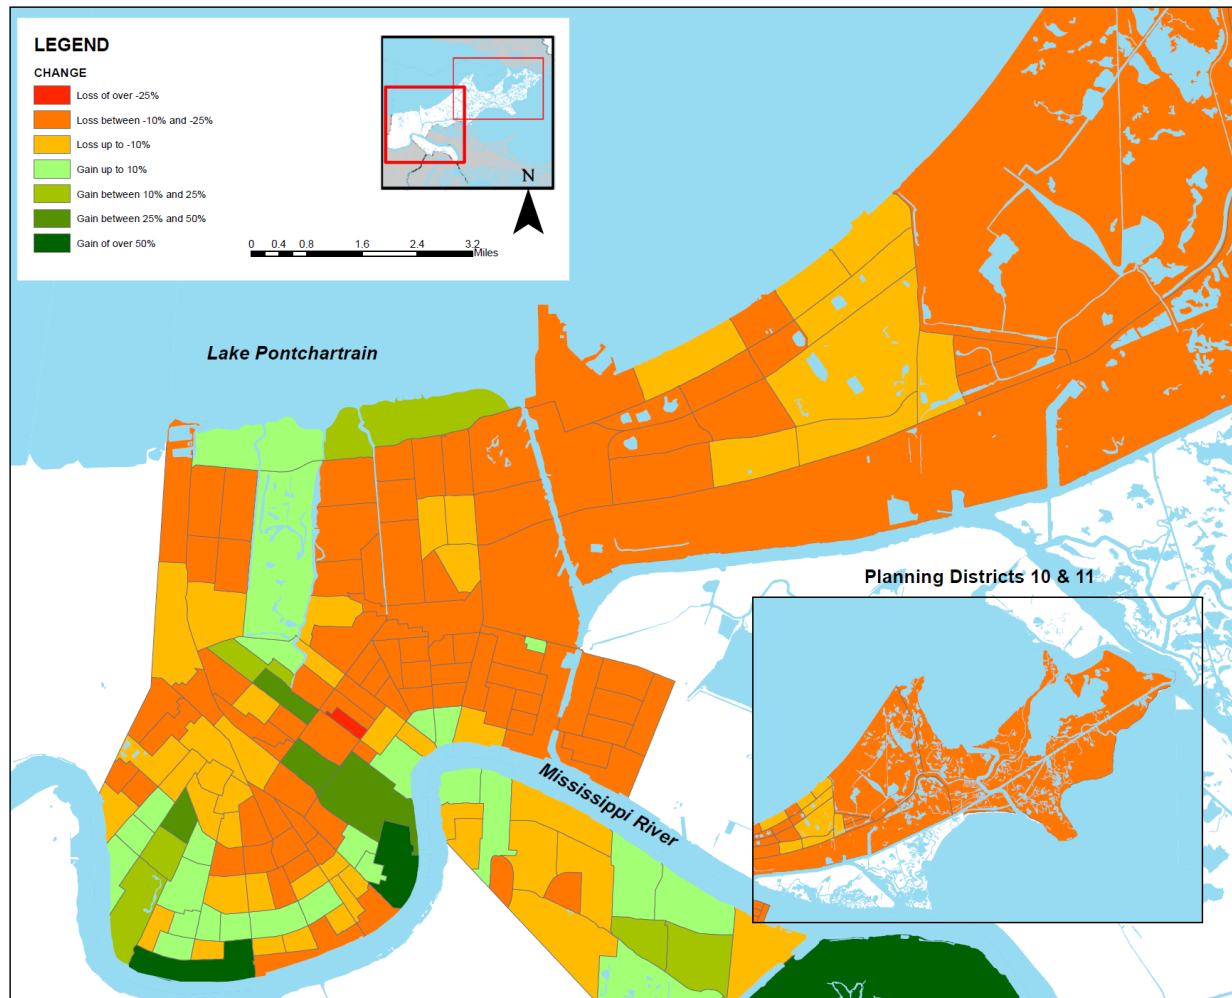 LEGEND
CHANGE
Loss of over -25%
Loss between -10% and -25%
Loss up to -10%
Gain up to 10%
Gain between 10% and 25%
Gain between 25% and 50%
Gain of over 50%
N
0 0.4 0.8 1.6 2.4 3.2
Miles
Lake Pontchartrain
Planning Districts 10 & 11
Mississippi River